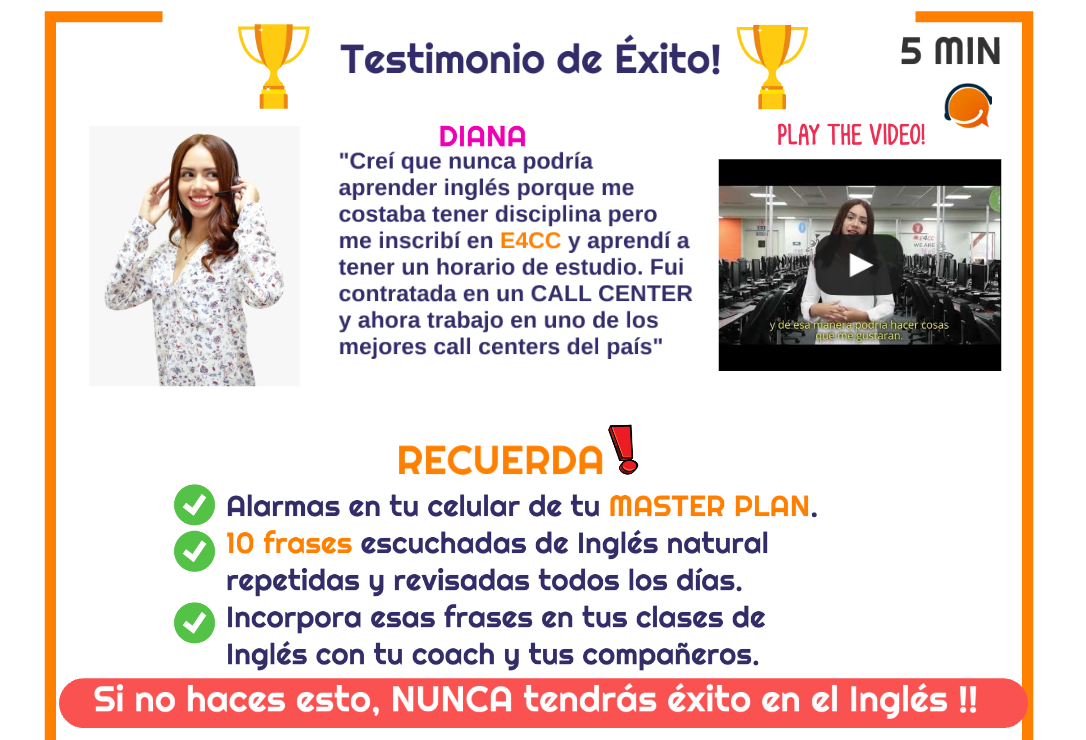 Testimonio de Éxito!
5 MIN
DIANA
"Creí que nunca podría
aprender inglés porque me
costaba tener disciplina pero
me inscribí en E4CC y aprendí a
tener un horario de estudio. Fui
contratada en un CALL CENTER
y ahora trabajo en uno de los
mejores call centers del país"
PLAY THE VIDEO!
E4CC
WE ARE
y de esa manera podría hacer cosas
que me gustaran.
RECUERDA!
Alarmas en tu celular de tu MASTER PLAN.
10 frases escuchadas de Inglés natural
repetidas y revisadas todos los días.
Incorpora esas frases en tus clases de
Inglés con tu coach y tus compañeros.
Si no haces esto, NUNCA tendrás éxito en el Inglés !!